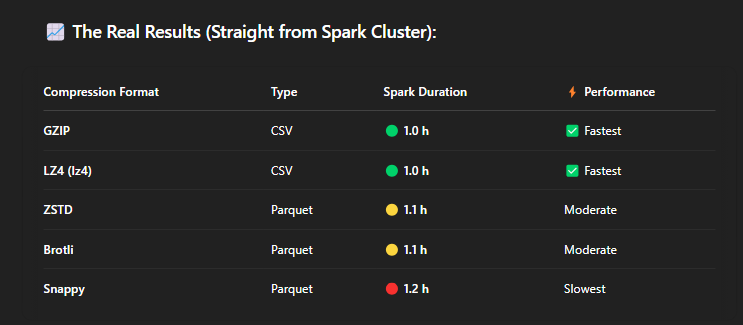 📈 The Real Results (Straight from Spark Cluster):
Compression Format Type Spark Duration ⚡ Performance
GZIP CSV 🟢 1.0 h ✅ Fastest
LZ4 (lz4) CSV 🟢 1.0 h ✅ Fastest
ZSTD Parquet 🟡 1.1 h Moderate
Brotli Parquet 🟡 1.1 h Moderate
Snappy Parquet 🔴 1.2 h Slowest